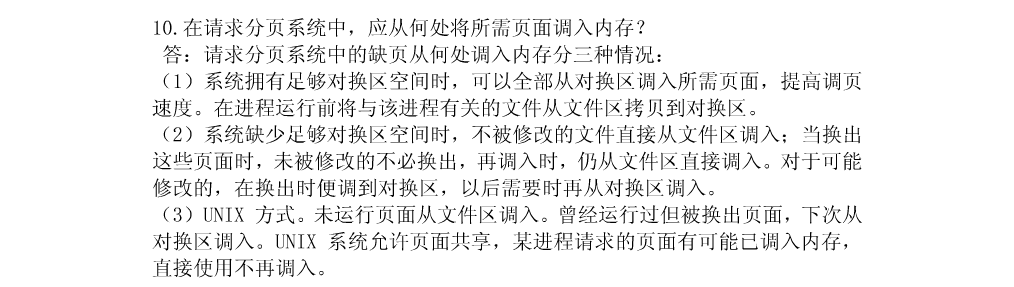 10.在请求分页系统中，应从何处将所需页面调入内存？
答：请求分页系统中的缺页从何处调入内存分三种情况：
（1）系统拥有足够对换区空间时，可以全部从对换区调入所需页面，提高调页
速度。在进程运行前将与该进程有关的文件从文件区拷贝到对换区。
（2）系统缺少足够对换区空间时，不被修改的文件直接从文件区调入；当换出
这些页面时，未被修改的不必换出，再调入时，仍从文件区直接调入。对于可能
修改的，在换出时便调到对换区，以后需要时再从对换区调入。
（3）UNIX 方式。未运行页面从文件区调入。曾经运行过但被换出页面，下次从
对换区调入。UNIX 系统允许页面共享，某进程请求的页面有可能已调入内存，
直接使用不再调入。